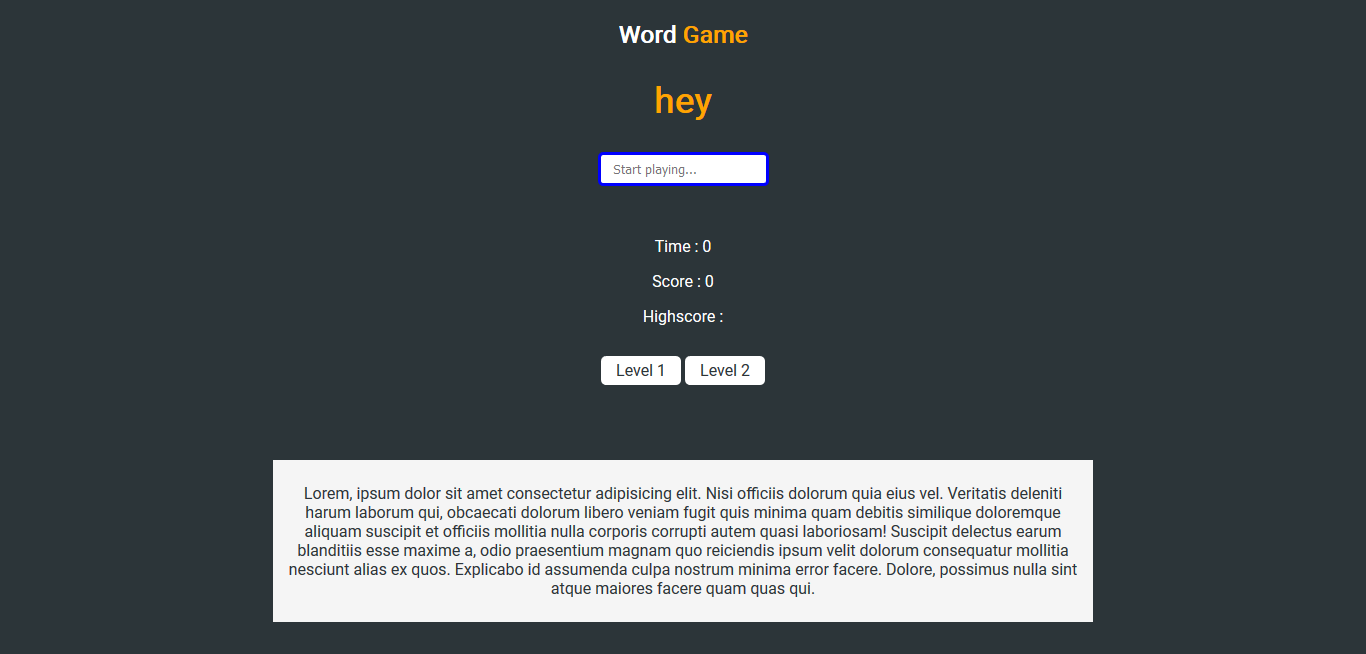 Word Game
hey
Start playing...
Time : 0
Score : 0
Highscore :
Level 1 Level 2
Lorem, ipsum dolor sit amet consectetur adipisicing elit. Nisi officiis dolorum quia eius vel. Veritatis deleniti
harum laborum qui, obcaecati dolorum libero veniam fugit quis minima quam debitis similique doloremque
aliquam suscipit et officiis mollitia nulla corporis corrupti autem quasi laboriosam! Suscipit delectus earum
blanditiis esse maxime a, odio praesentium magnam quo reiciendis ipsum velit dolorum consequatur mollitia
nesciunt alias ex quos. Explicabo id assumenda culpa nostrum minima error facere. Dolore, possimus nulla sint
atque maiores facere quam quas qui.